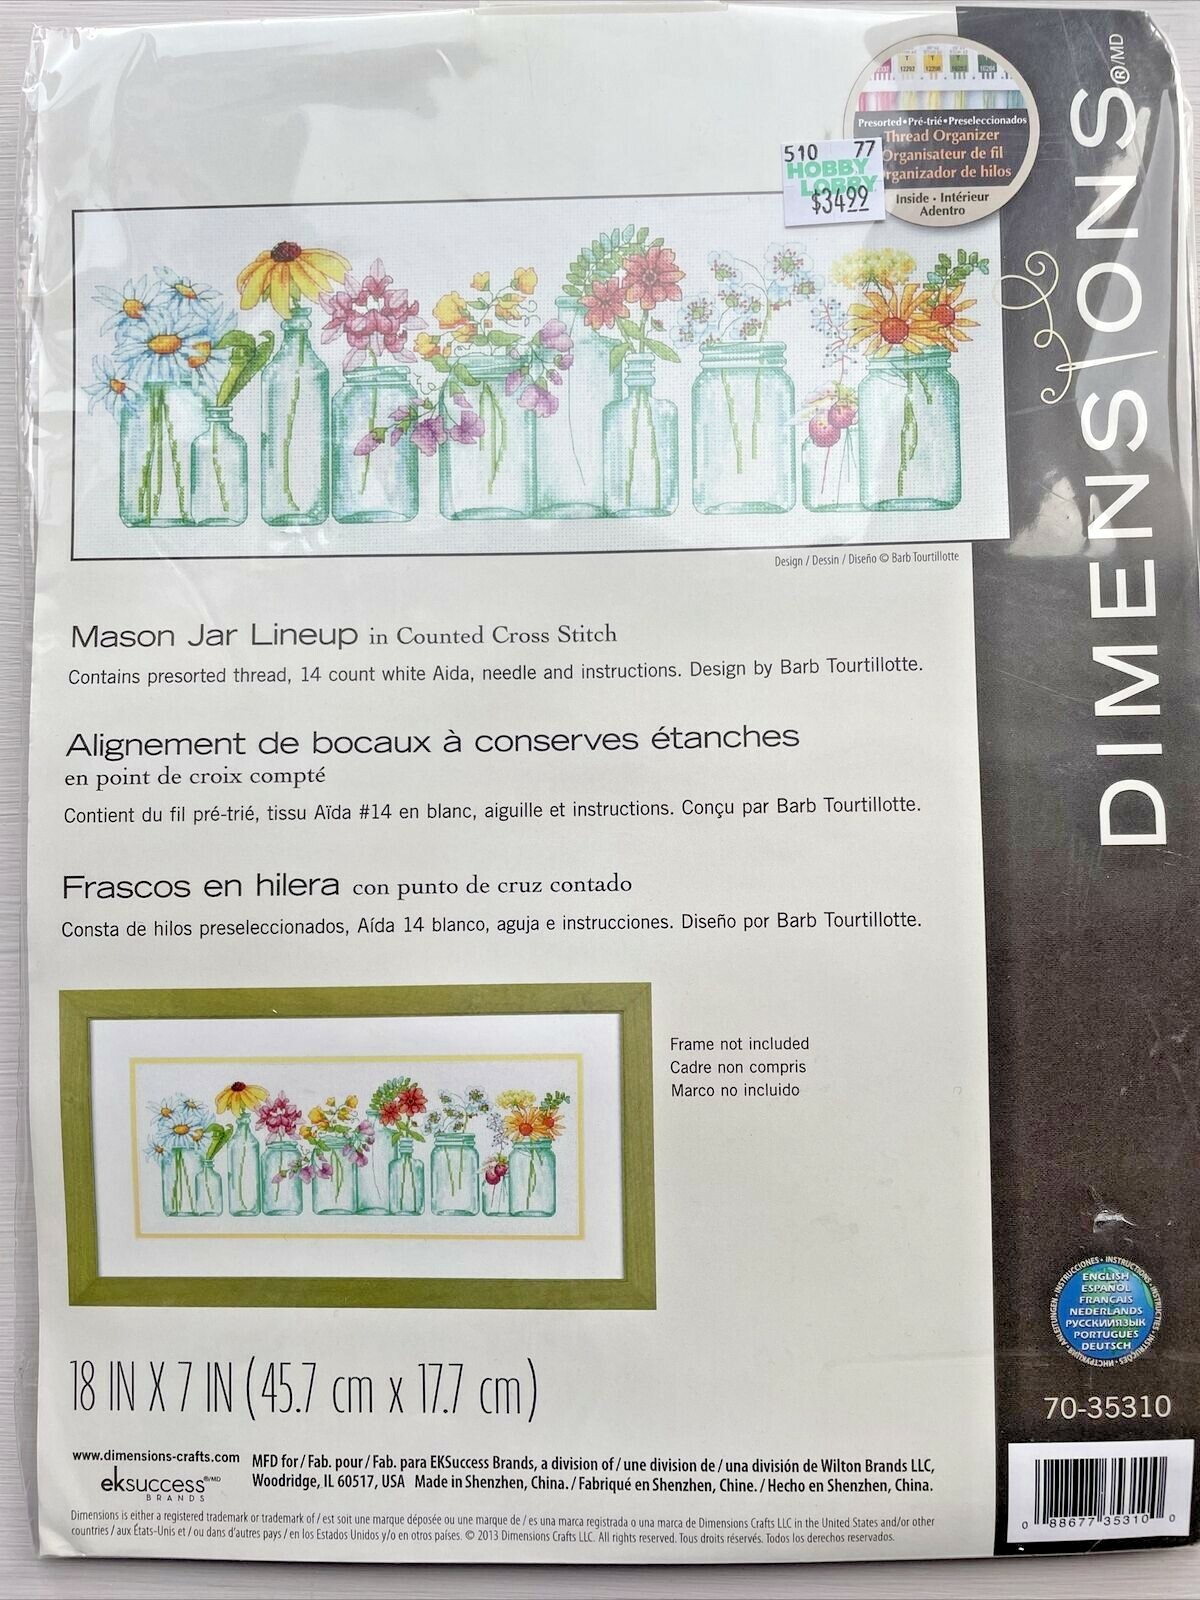 12292
Presorted•Pré-trié•Preseleccionados
Thread Organizer
Organisateur de fil
rganizador de hilos
Inside • Intérieur
Adentro
510 77
HOBBY
LOBBY
$34.99
DIMENSIONS®/MD
Design / Dessin / Diseño © Barb Tourtillotte
Mason Jar Lineup in Counted Cross Stitch
Contains presorted thread, 14 count white Aida, needle and instructions. Design by Barb Tourtillotte.
Alignement de bocaux à conserves étanches
en point de croix compté
Contient du fil pré-trié, tissu Aïda #14 en blanc, aiguille et instructions. Conçu par Barb Tourtillotte.
Frascos en hilera con punto de cruz contado
Consta de hilos preseleccionados, Aída 14 blanco, aguja e instrucciones. Diseño por Barb Tourtillotte.
Frame not included
Cadre non compris
Marco no incluido
18 IN X 7 IN (45.7 cm x 17.7 cm)
INSTRUCCIONES • INSTRUCTIONS • INSTRUCTIES • INSTRUÇÕES • ИНСТРУКЦИЯ • ANLEITUNGEN
ENGLISH
ESPAÑOL
FRANÇAIS
NEDERLANDS
РУССКИЙЯЗЫК
PORTUGUES
DEUTSCH
70-35310
www.dimensions-crafts.com
eksuccess®/MD
BRANDS
MFD for / Fab. pour / Fab. para EKSuccess Brands, a division of / une division de / una división de Wilton Brands LLC,
Woodridge, IL 60517, USA Made in Shenzhen, China. / Fabriqué en Shenzhen, Chine. / Hecho en Shenzhen, China.
Dimensions is either a registered trademark or trademark of / est soit une marque déposée ou une marque de / es una marca registrada o una marca de Dimensions Crafts LLC in the United States and/or other
countries / aux États-Unis et / ou dans d'autres pays / en los Estados Unidos y/o en otros países. © 2013 Dimensions Crafts LLC. All rights reserved. Tous droits réservés. Todos los derechos reservados.
0 88677 35310 0